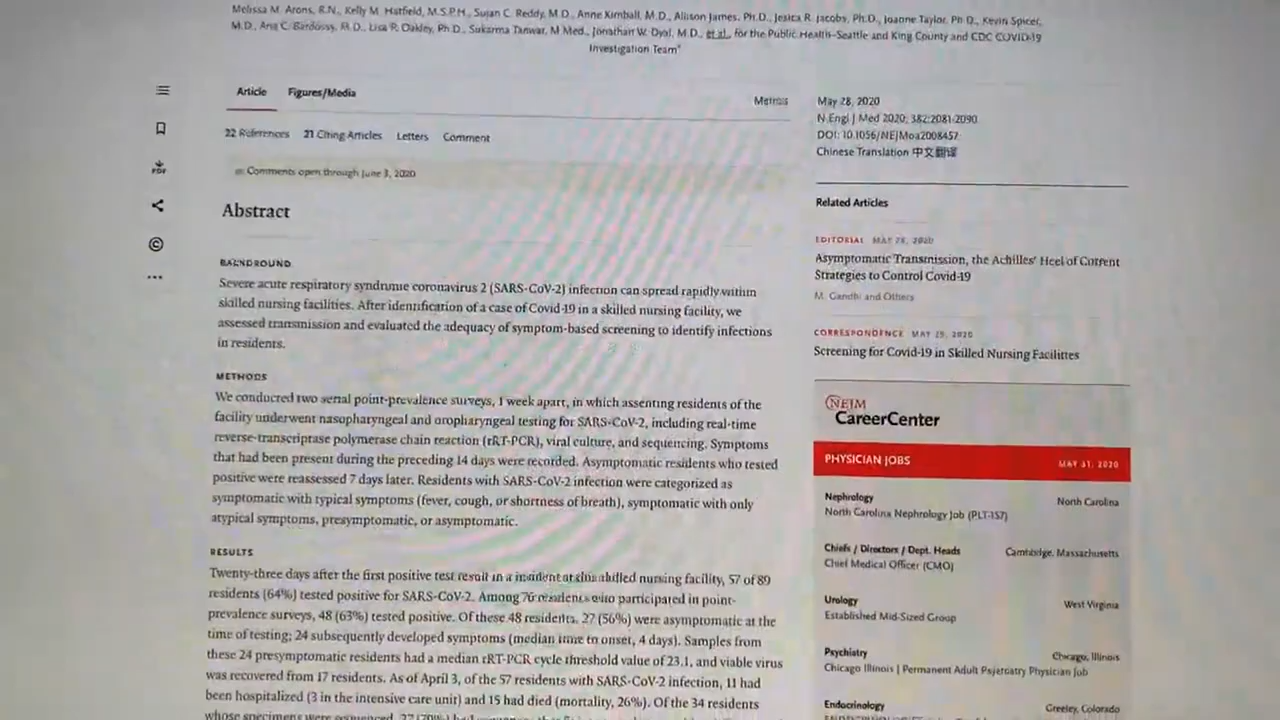 Melissa M. Arons, R.N., Kelly M. Hatfield, M.S.P.H., Sujan C. Reddy, M.D., Anne Kimball, M.D., Allison James, Ph.D., Jesica R. Jacobs, Ph.D., Joanne Taylor, Ph.D., Kevin Spicer,
M.D., Ana C. Bardossy, M.D., Lisa P. Oakley, Ph.D., Sukarma Tanwar, M.Med., Jonathan W. Dyal, M.D., et al., for the Public Health–Seattle and King County and CDC COVID-19
Investigation Team*
Article Figures/Media
Metrics
22 References 21 Citing Articles Letters Comment
Comments open through June 3, 2020
Abstract
BACKGROUND
Severe acute respiratory syndrome coronavirus 2 (SARS-CoV-2) infection can spread rapidly within
skilled nursing facilities. After identification of a case of Covid-19 in a skilled nursing facility, we
assessed transmission and evaluated the adequacy of symptom-based screening to identify infections
in residents.
METHODS
We conducted two serial point-prevalence surveys, 1 week apart, in which assenting residents of the
facility underwent nasopharyngeal and oropharyngeal testing for SARS-CoV-2, including real-time
reverse-transcriptase polymerase chain reaction (rRT-PCR), viral culture, and sequencing. Symptoms
that had been present during the preceding 14 days were recorded. Asymptomatic residents who tested
positive were reassessed 7 days later. Residents with SARS-CoV-2 infection were categorized as
symptomatic with typical symptoms (fever, cough, or shortness of breath), symptomatic with only
atypical symptoms, presymptomatic, or asymptomatic.
RESULTS
Twenty-three days after the first positive test result in a resident at this skilled nursing facility, 57 of 89
residents (64%) tested positive for SARS-CoV-2. Among 76 residents who participated in point-
prevalence surveys, 48 (63%) tested positive. Of these 48 residents, 27 (56%) were asymptomatic at the
time of testing; 24 subsequently developed symptoms (median time to onset, 4 days). Samples from
these 24 presymptomatic residents had a median rRT-PCR cycle threshold value of 23.1, and viable virus
was recovered from 17 residents. As of April 3, of the 57 residents with SARS-CoV-2 infection, 11 had
been hospitalized (3 in the intensive care unit) and 15 had died (mortality, 26%). Of the 34 residents
whose specimens were sequenced, 27
May 28, 2020
N Engl J Med 2020; 382:2081-2090
DOI: 10.1056/NEJMoa2008457
Chinese Translation 中文翻译
Related Articles
EDITORIAL MAY 28, 2020
Asymptomatic Transmission, the Achilles' Heel of Current
Strategies to Control Covid-19
M. Gandhi and Others
CORRESPONDENCE MAY 25, 2020
Screening for Covid-19 in Skilled Nursing Facilities
NEJM
CareerCenter
PHYSICIAN JOBS MAY 31, 2020
Nephrology North Carolina
North Carolina Nephrology Job (PLT-157)
Chiefs / Directors / Dept. Heads Cambridge, Massachusetts
Chief Medical Officer (CMO)
Urology West Virginia
Established Mid-Sized Group
Psychiatry Chicago, Illinois
Chicago Illinois | Permanent Adult Psychiatry Physician Job
Endocrinology Greeley, Colorado